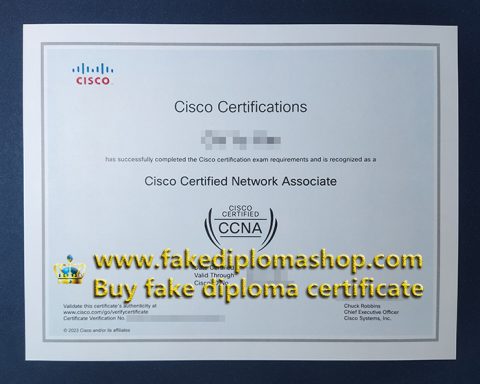 CISCO
Cisco Certifications
has successfully completed the Cisco certification exam requirements and is recognized as a
Cisco Certified Network Associate
CISCO
CERTIFIED
CCNA
www.fakediplomashop.com
Valid Through
Buy fake diploma certificate
Validate this certificate's authenticity at
www.cisco.com/go/verifycertificate
Certificate Verification No.
Chuck Robbins
Chief Executive Officer
Cisco Systems, Inc.
© 2023 Cisco and/or its affiliates